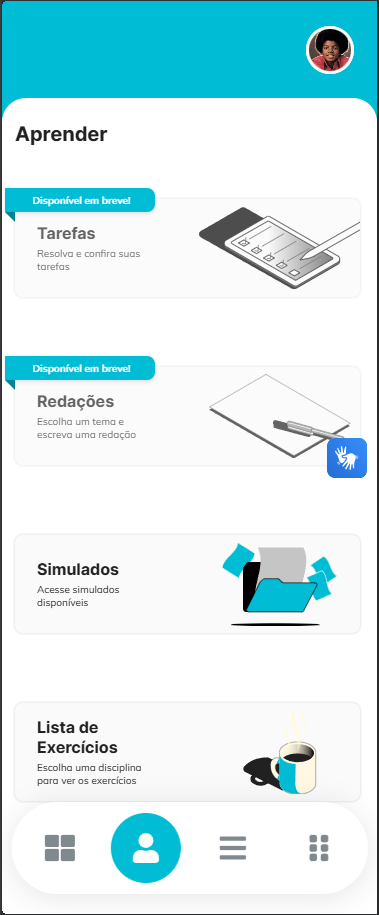 Aprender
Disponível em breve!
Tarefas
Resolva e confira suas
tarefas
Disponível em breve!
Redações
Escolha um tema e
escreva uma redação
Simulados
Acesse simulados
disponíveis
Lista de
Exercícios
Escolha uma disciplina
para ver os exercícios